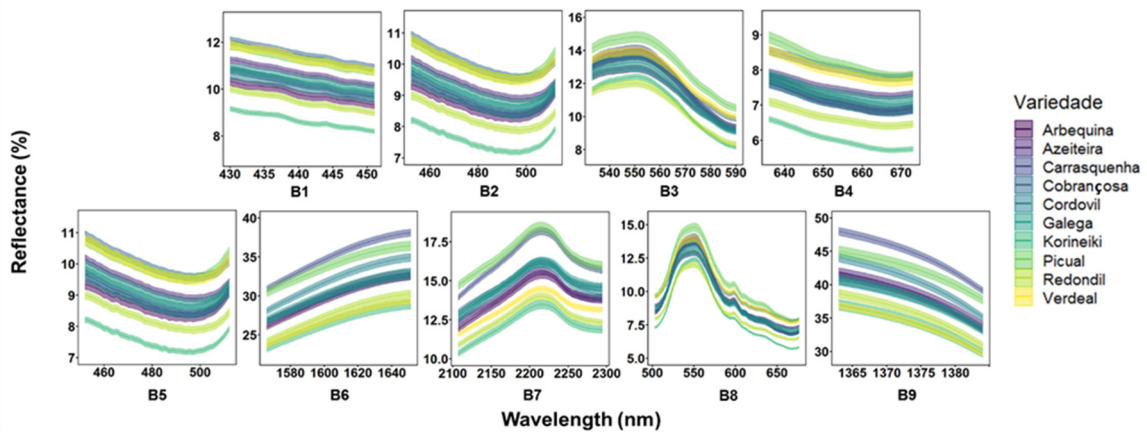 12
10
8
430 435 440 445 450
B1
11
10
9
8
7
460 480 500
B2
16
14
12
10
8
540 550 560 570 580 590
B3
9
8
7
6
640 650 660 670
B4
Reflectance (%)
11
10
9
8
7
460 480 500
B5
40
35
30
25
1580 1600 1620 1640
B6
17.5
15.0
12.5
10.0
2100 2150 2200 2250 2300
B7
15.0
12.5
10.0
7.5
5.0
500 550 600 650
B8
50
45
40
35
30
1365 1370 1375 1380
B9
Wavelength (nm)
Variedade
Arbequina
Azeiteira
Carrasquenha
Cobrançosa
Cordovil
Galega
Korineiki
Picual
Redondil
Verdeal